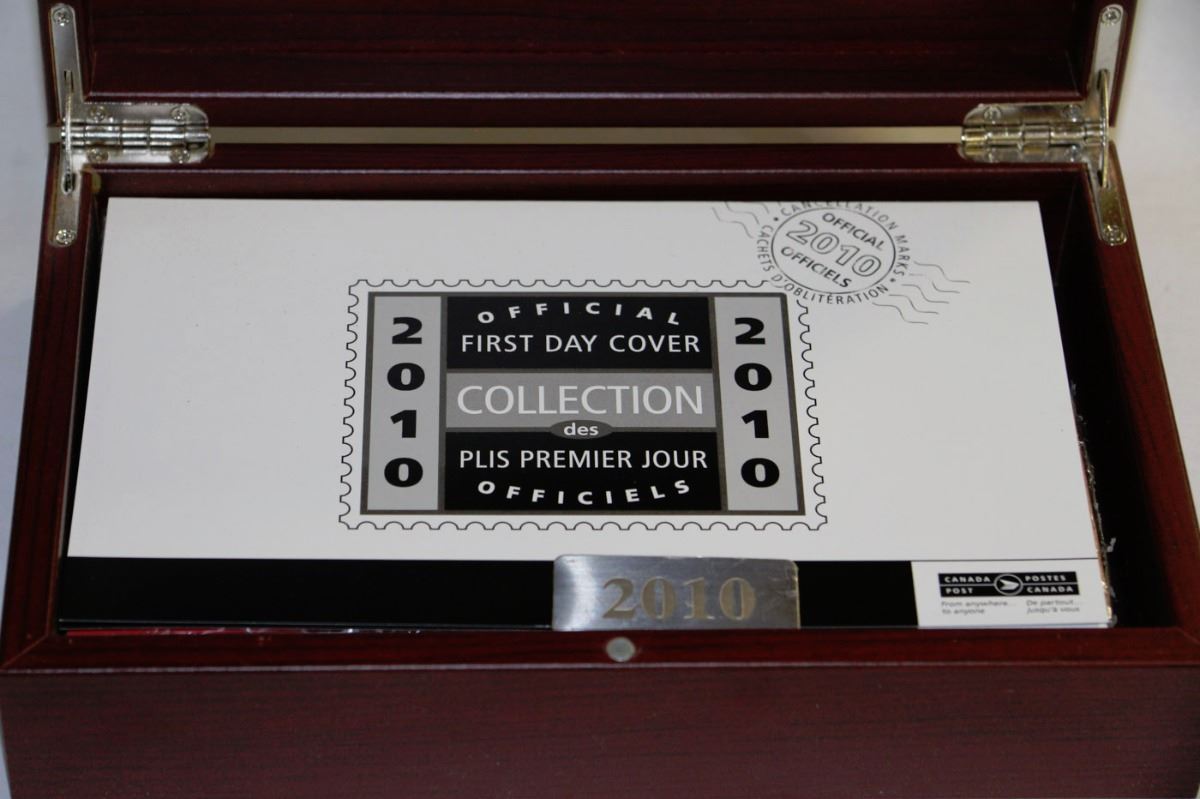 CANCELLATION MARKS
OFFICIAL
2010
OFFICIELS
CACHETS D'OBLITÉRATION
2010
OFFICIAL
FIRST DAY COVER
COLLECTION
des
PLIS PREMIER JOUR
OFFICIELS
2010
2010
CANADA POSTES
POST CANADA
From anywhere... De partout...
to anyone jusqu'à vous